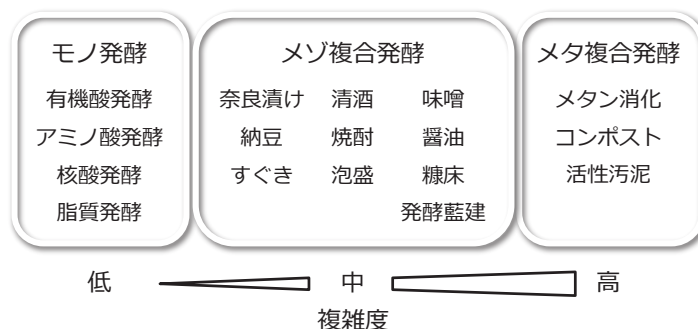 モノ発酵
有機酸発酵
アミノ酸発酵
核酸発酵
脂質発酵
メゾ複合発酵
奈良漬け 清酒 味噌
納豆 焼酎 醤油
すぐき 泡盛 糠床
発酵藍建
メタ複合発酵
メタン消化
コンポスト
活性汚泥
低 中 高
複雑度